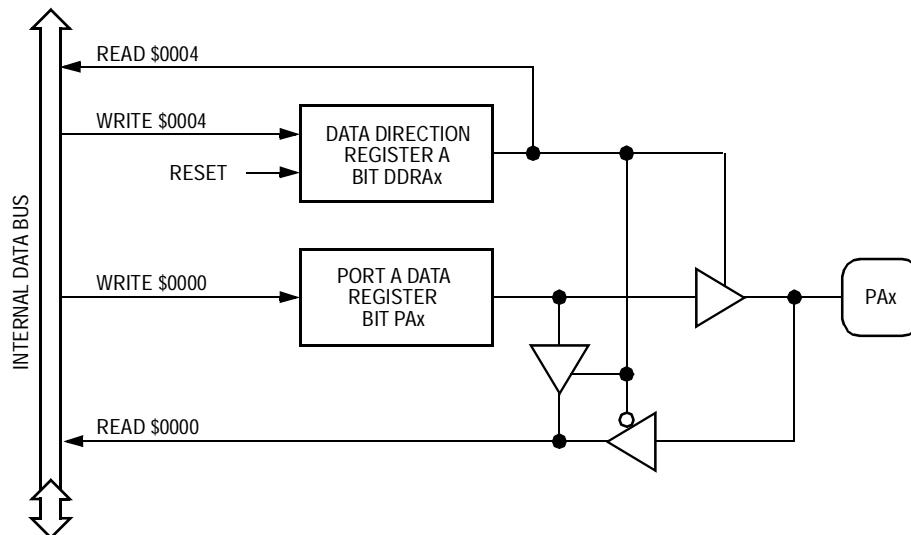 READ $0004
WRITE $0004
DATA DIRECTION
REGISTER A
BIT DDRAx
RESET
INTERNAL DATA BUS
WRITE $0000
PORT A DATA
REGISTER
BIT PAx
PAx
READ $0000